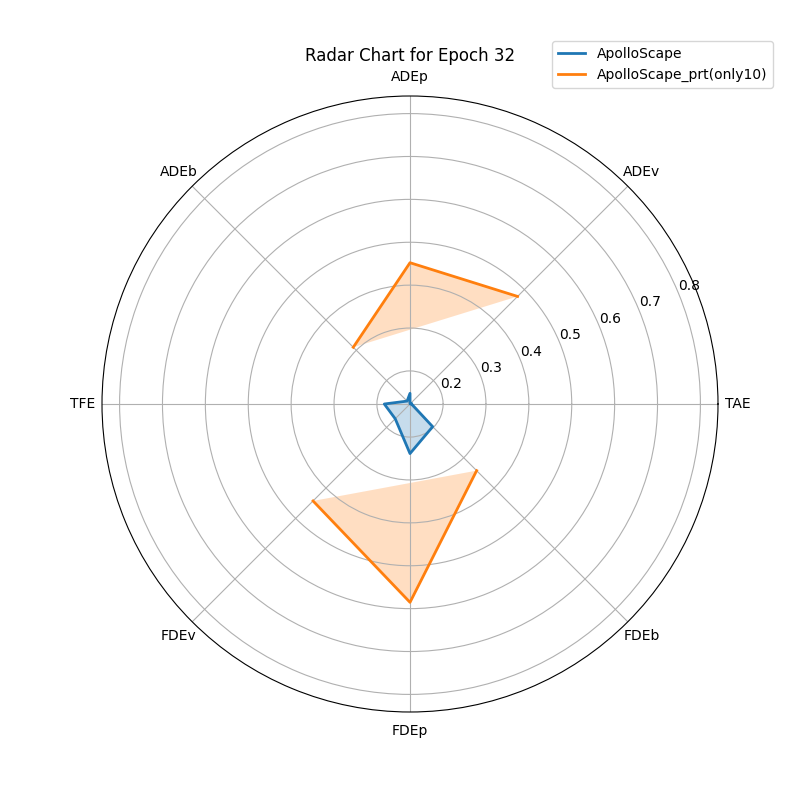 Radar Chart for Epoch 32
ApolloScape
ApolloScape_prt(only10)
ADEp
ADEb
ADEv
0.8
0.7
0.6
0.5
0.4
0.3
0.2
TFE
TAE
FDEv
FDEb
FDEp